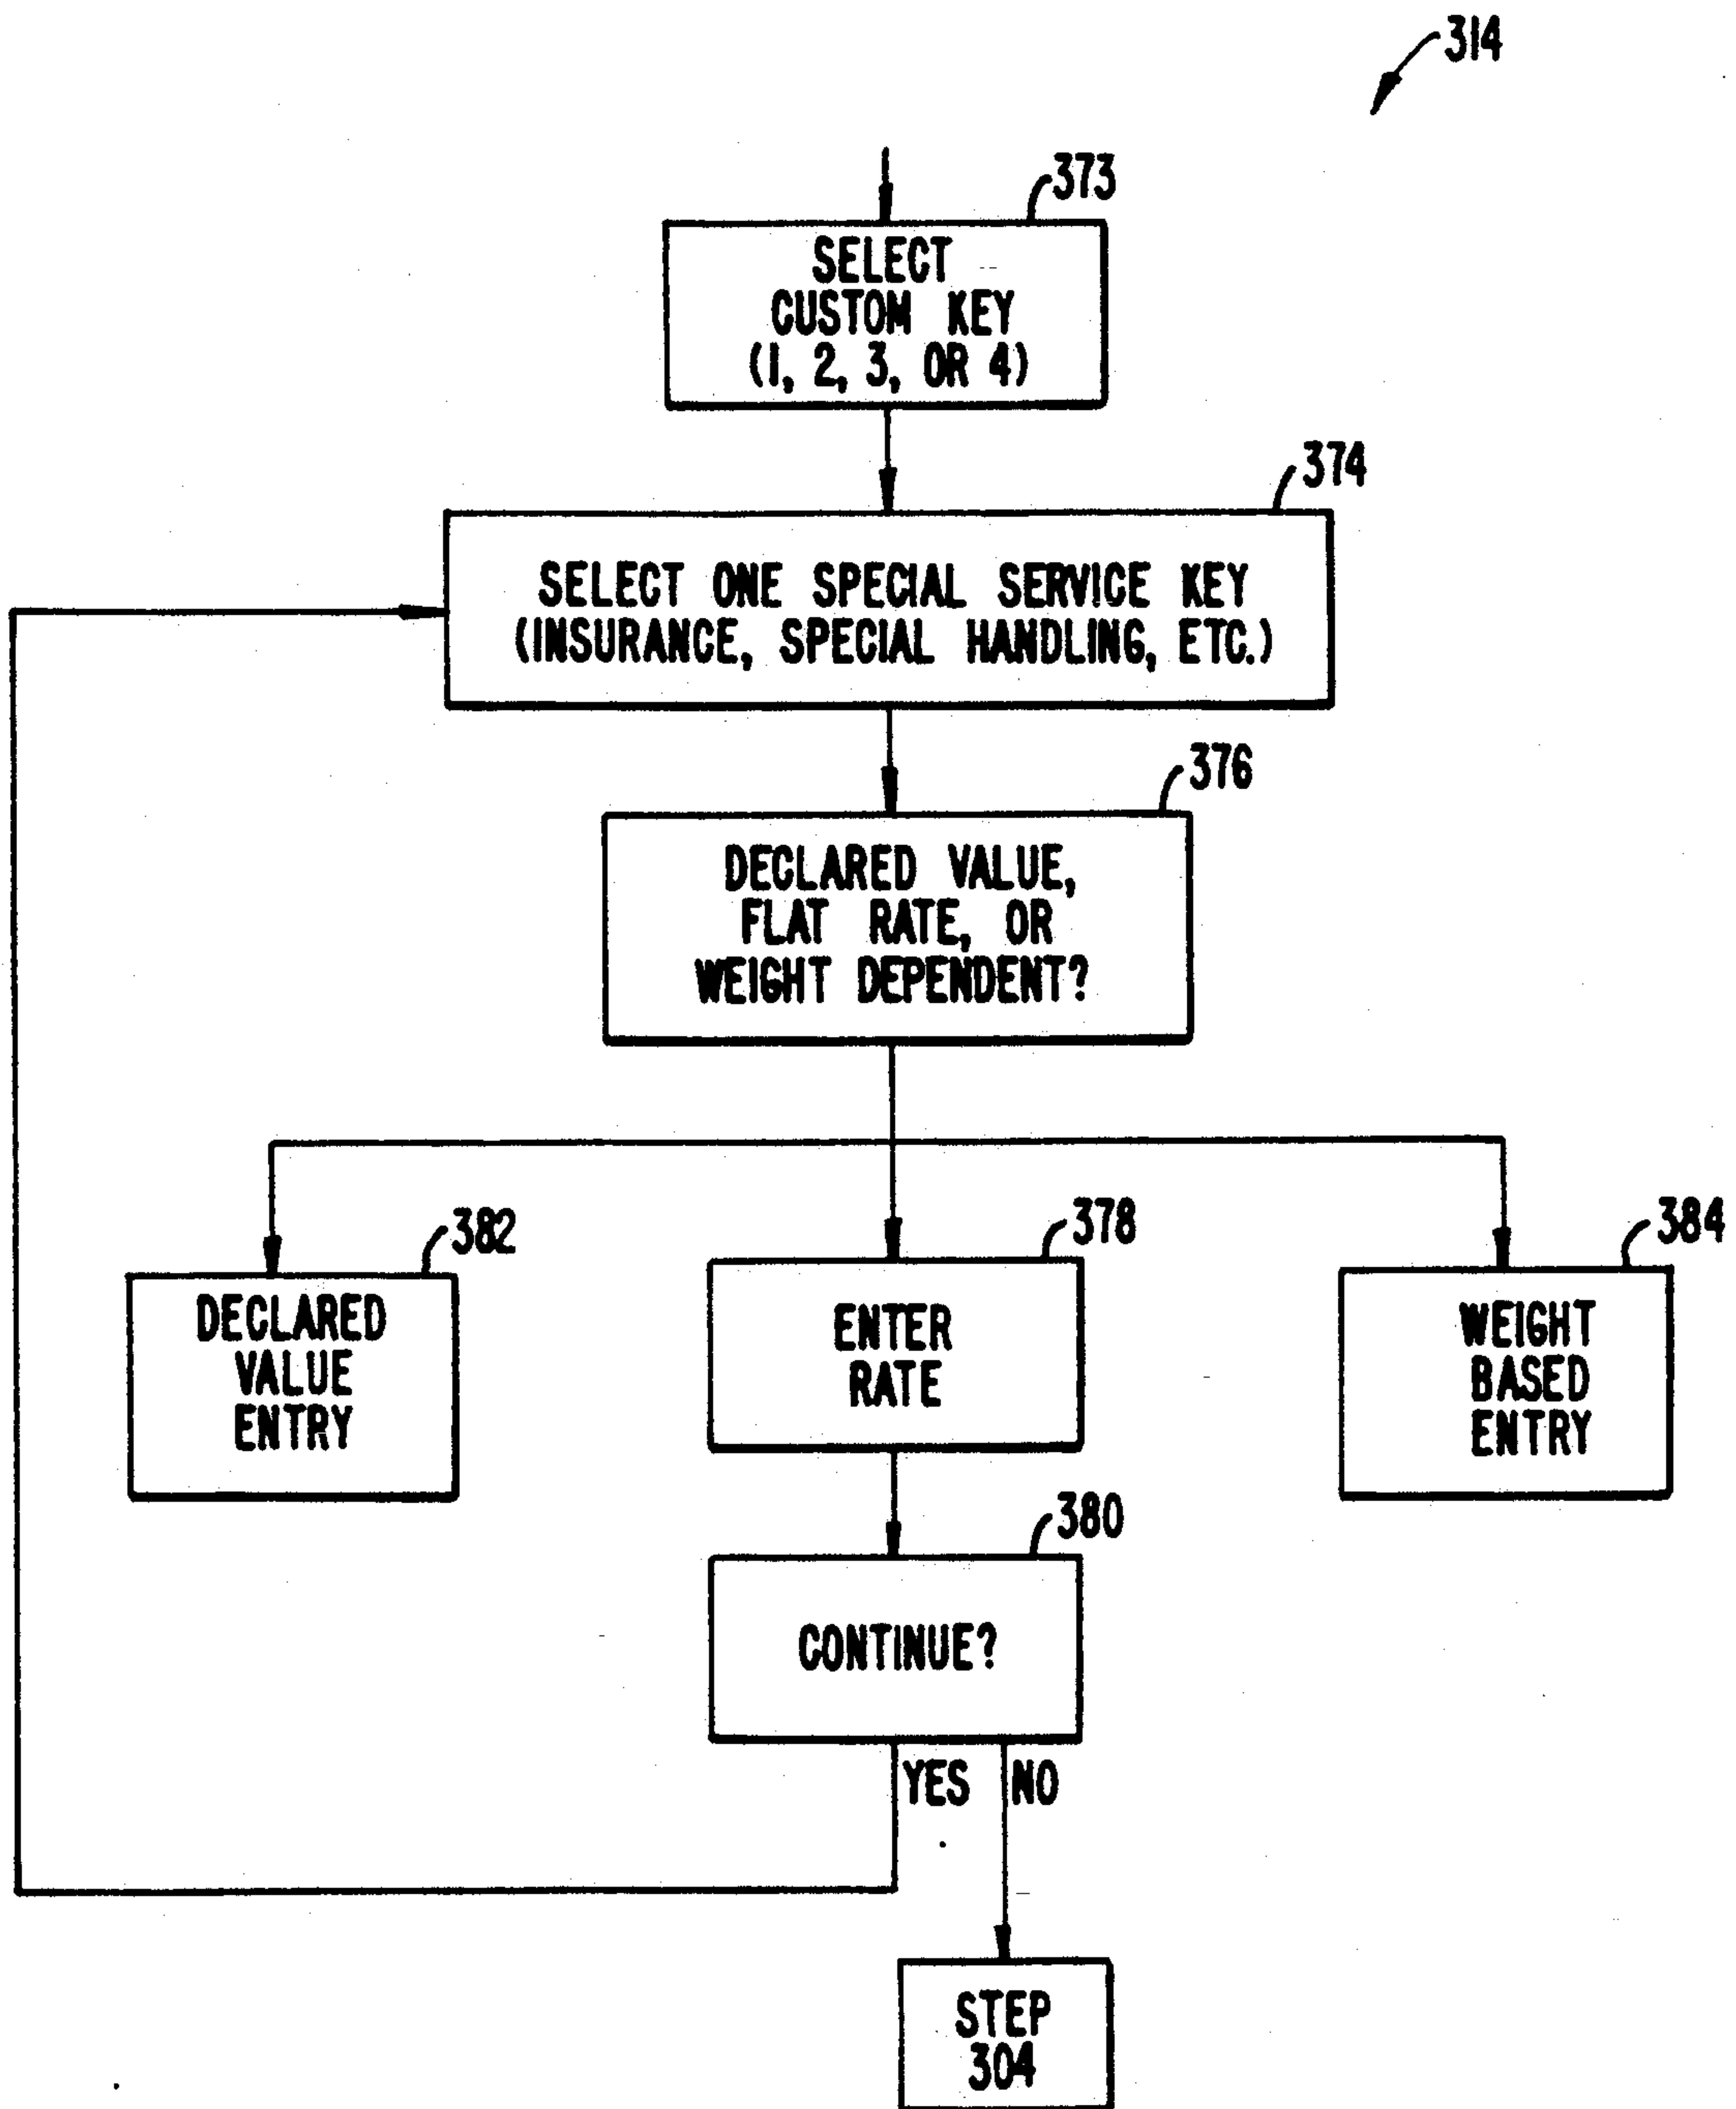 314
373
SELECT
CUSTOM KEY
(1, 2, 3, OR 4)
374
SELECT ONE SPECIAL SERVICE KEY
(INSURANCE, SPECIAL HANDLING, ETC.)
376
DECLARED VALUE,
FLAT RATE, OR
WEIGHT DEPENDENT?
382
DECLARED
VALUE
ENTRY
378
ENTER
RATE
384
WEIGHT
BASED
ENTRY
380
CONTINUE?
YES NO
STEP
304